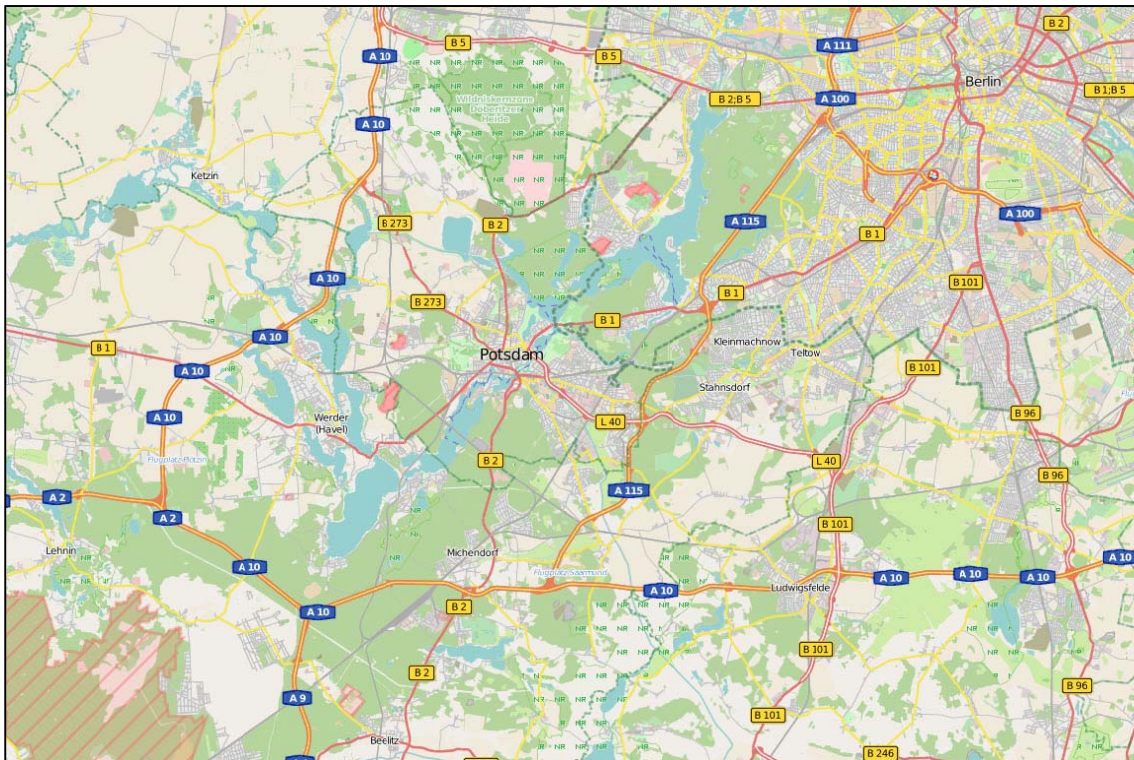 B 2
A 111
B 5
A 10
B 5
Berlin
B 1;B 5
Wildniskernzone
Döberitzer
Heide
B 2;B 5
A 100
A 10
Ketzin
A 100
B 273
B 2
A 115
B 1
A 10
B 101
B 1
B 273
B 1
A 10
B 1
Kleinmachnow
Teltow
Potsdam
A 10
B 101
Stahnsdorf
A 10
Werder
(Havel)
L 40
B 96
B 2
L 40
B 96
A 115
A 2
A 2
B 101
Lehnin
Michendorf
A 10
A 10
Flugplatz Saarmund
A 10
A 10
A 10
A 10
Ludwigsfelde
A 10
B 2
B 101
B 2
B 96
A 9
B 101
Beelitz
B 246
NR